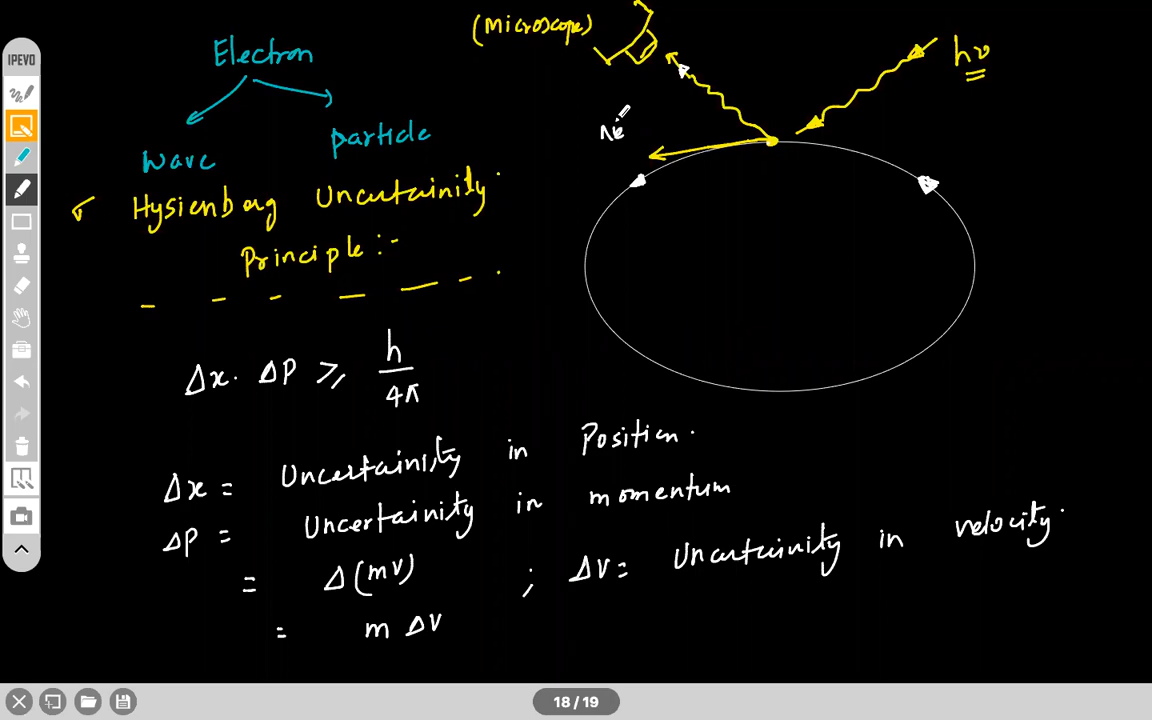 IPEVO
(Microscope)
hν
Electron
wave
particle
Hysienberg Uncertainity
Principle :-
Δx. ΔP ≥ h/4π
Δx = Uncertainity in Position.
ΔP = Uncertainity in momentum
= Δ(mv) ; ΔV = Uncertainity in velocity.
= m ΔV
18 / 19